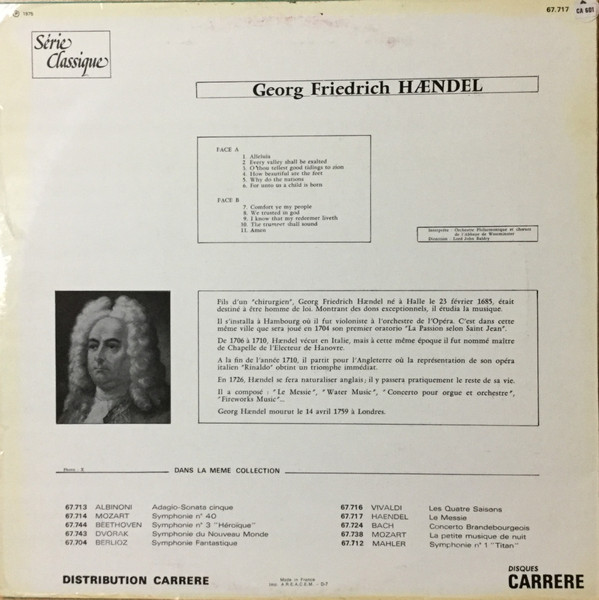 ℗ 1975
67.717
CA 601
Série
Classique
Georg Friedrich HÆNDEL
FACE A
1. Alleluia
2. Every valley shall be exalted
3. O'thou tellest good tidings to zion
4. How beautiful are the feet
5. Why do the nations
6. For unto us a child is born
FACE B
7. Comfort ye my people
8. We trusted in god
9. I know that my redeemer liveth
10. The trumpet shall sound
11. Amen
Interprète : Orchestre Philharmonique et chœurs
de l'Abbaye de Westminster
Direction : Lord John Baldry
Fils d'un "chirurgien", Georg Friedrich Hændel né à Halle le 23 février 1685, était
destiné à être homme de loi. Montrant des dons exceptionnels, il étudia la musique.
Il s'installa à Hambourg où il fut violoniste à l'orchestre de l'Opéra. C'est dans cette
même ville que sera joué en 1704 son premier oratorio "La Passion selon Saint Jean".
De 1706 à 1710, Hændel vécut en Italie, mais à cette même époque il fut nommé maître
de Chapelle de l'Electeur de Hanovre.
A la fin de l'année 1710, il partit pour l'Angleterre où la représentation de son opéra
italien "Rinaldo" obtint un triomphe immédiat.
En 1726, Hændel se fera naturaliser anglais ; il y passera pratiquement le reste de sa vie.
Il a composé : "Le Messie", "Water Music", "Concerto pour orgue et orchestre",
"Fireworks Music"...
Georg Hændel mourut le 14 avril 1759 à Londres.
DANS LA MEME COLLECTION
67.713 ALBINONI Adagio-Sonata cinque
67.714 MOZART Symphonie n° 40
67.744 BEETHOVEN Symphonie n° 3 "Héroïque"
67.743 DVORAK Symphonie du Nouveau Monde
67.704 BERLIOZ Symphonie Fantastique
67.716 VIVALDI Les Quatre Saisons
67.717 HAENDEL Le Messie
67.724 BACH Concerto Brandebourgeois
67.738 MOZART La petite musique de nuit
67.712 MAHLER Symphonie n° 1 "Titan"
DISTRIBUTION CARRERE
Made in France
DISQUES
CARRERE